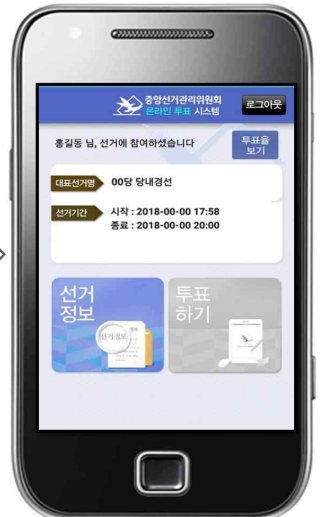 중앙선거관리위원회
온라인 투표 시스템
로그아웃
홍길동 님, 선거에 참여하셨습니다
투표율
보기
대표선거명
00당 당내경선
선거기간
시작 : 2018-00-00 17:58
종료 : 2018-00-00 20:00
선거
정보
선거정보
투표
하기